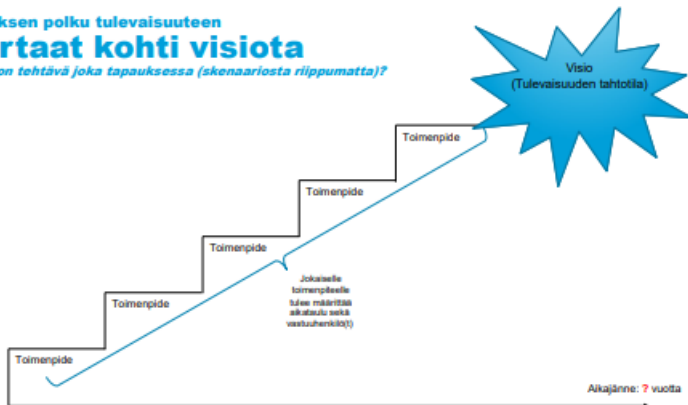 ksen polku tulevaisuuteen
rtaat kohti visiota
on tehtävä joka tapauksessa (skenaariosta riippumatta)?
Visio
(Tulevaisuuden tahtotila)
Toimenpide
Toimenpide
Toimenpide
Toimenpide
Toimenpide
Jokaiselle
toimenpiteelle
tulee määrittää
aikataulu sekä
vastuuhenkilö(t)
Aikajänne: ? vuotta